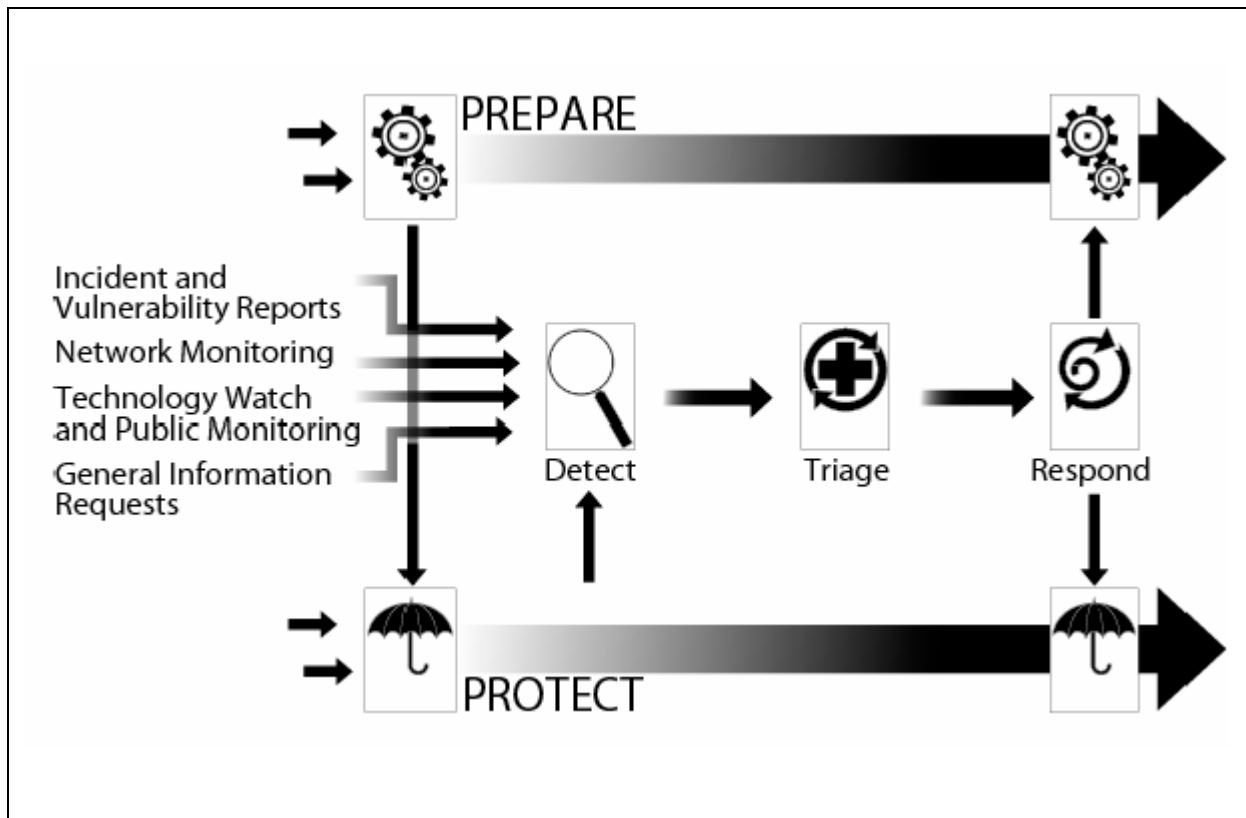 PREPARE
Incident and
Vulnerability Reports
Network Monitoring
Technology Watch
and Public Monitoring
General Information
Requests
Detect
Triage
Respond
PROTECT